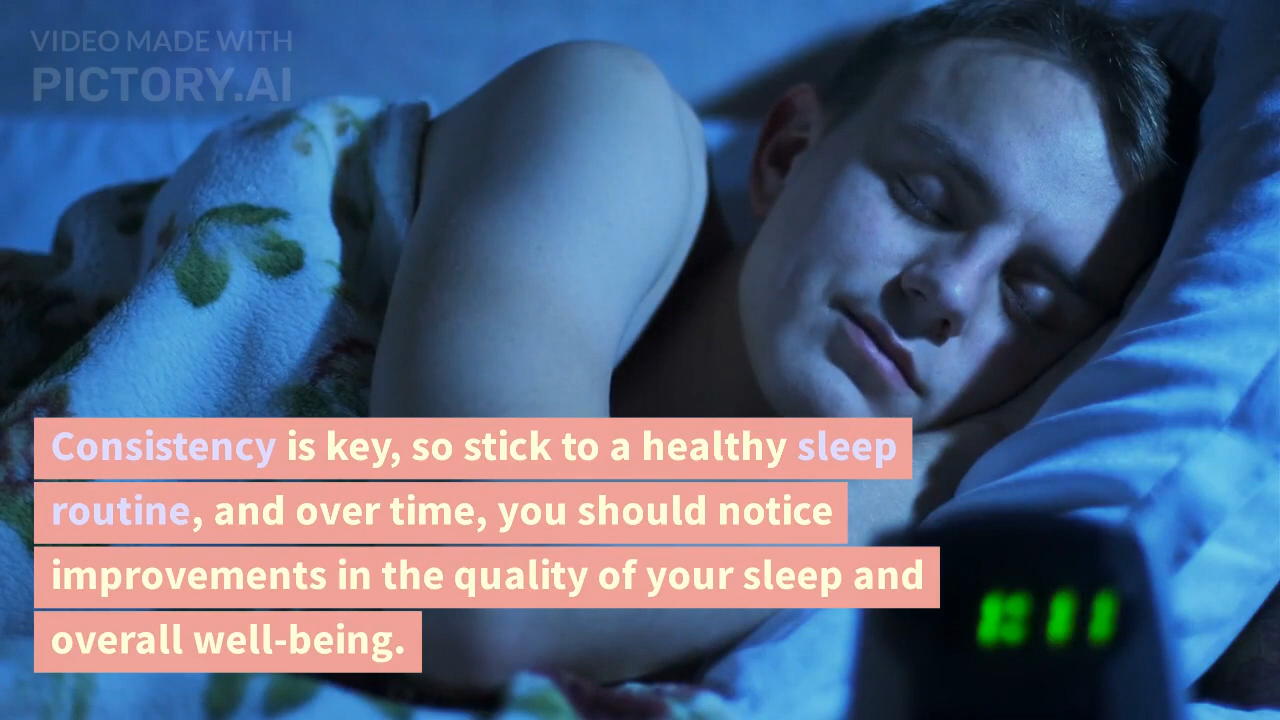 VIDEO MADE WITH
PICTORY.AI
Consistency is key, so stick to a healthy sleep
routine, and over time, you should notice
improvements in the quality of your sleep and
overall well-being.